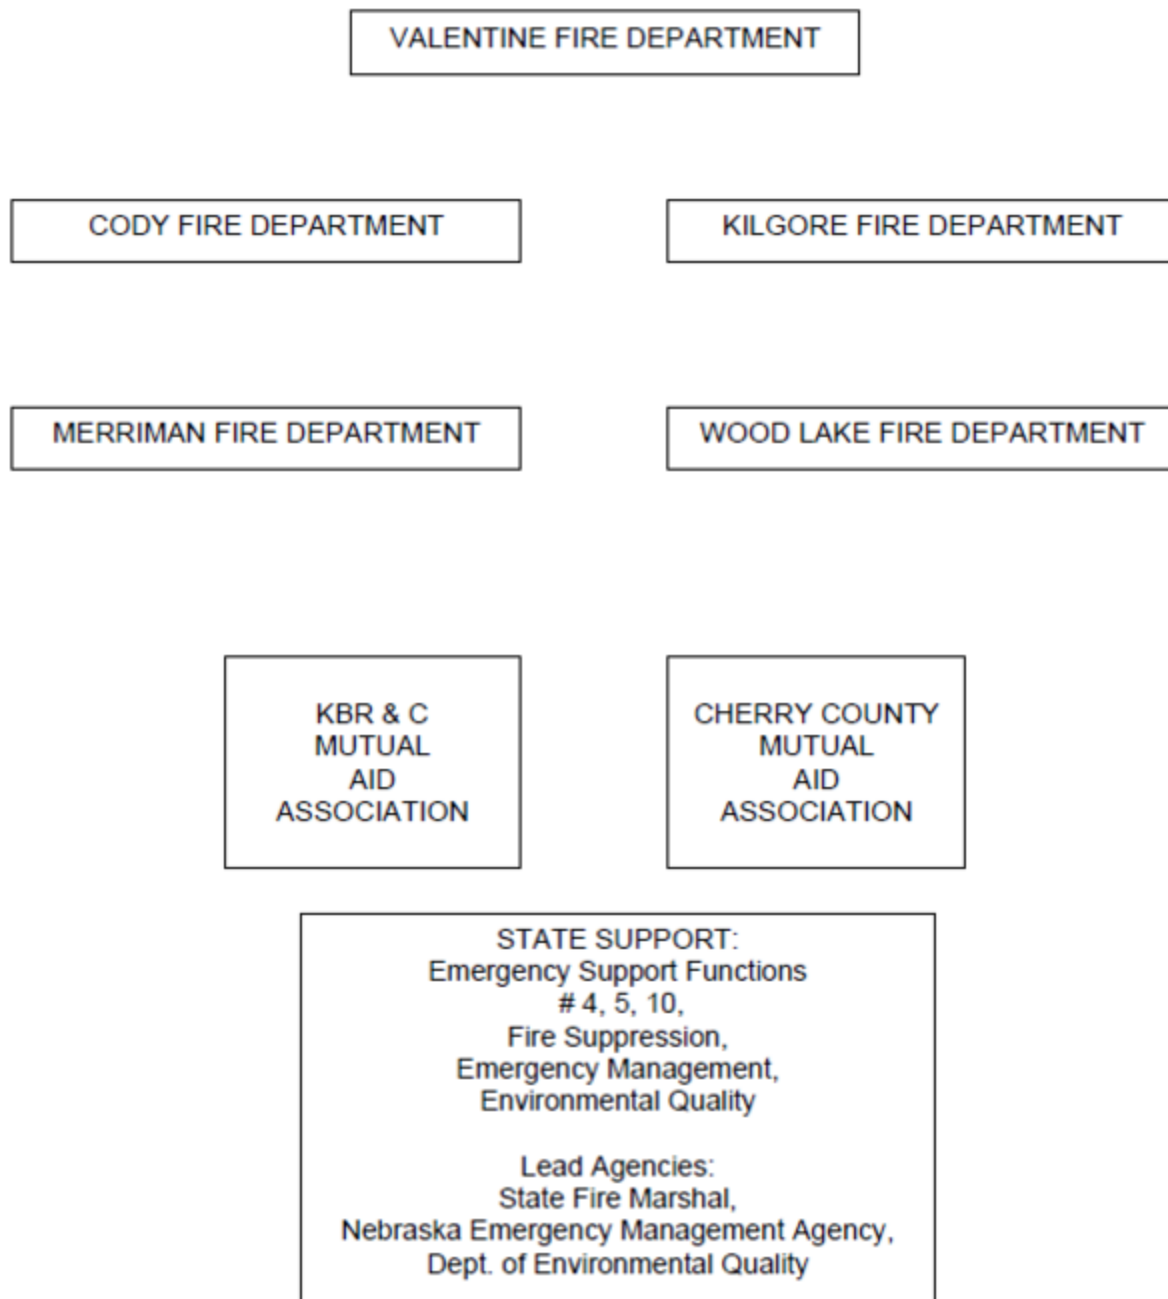 VALENTINE FIRE DEPARTMENT
CODY FIRE DEPARTMENT
KILGORE FIRE DEPARTMENT
MERRIMAN FIRE DEPARTMENT
WOOD LAKE FIRE DEPARTMENT
KBR & C
MUTUAL
AID
ASSOCIATION
CHERRY COUNTY
MUTUAL
AID
ASSOCIATION
STATE SUPPORT:
Emergency Support Functions
# 4, 5, 10,
Fire Suppression,
Emergency Management,
Environmental Quality
Lead Agencies:
State Fire Marshal,
Nebraska Emergency Management Agency,
Dept. of Environmental Quality